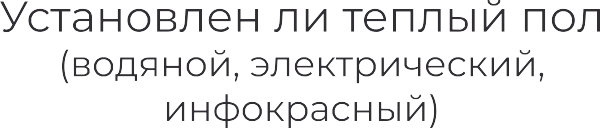 Установлен ли теплый пол
(водяной, электрический,
инфокрасный)